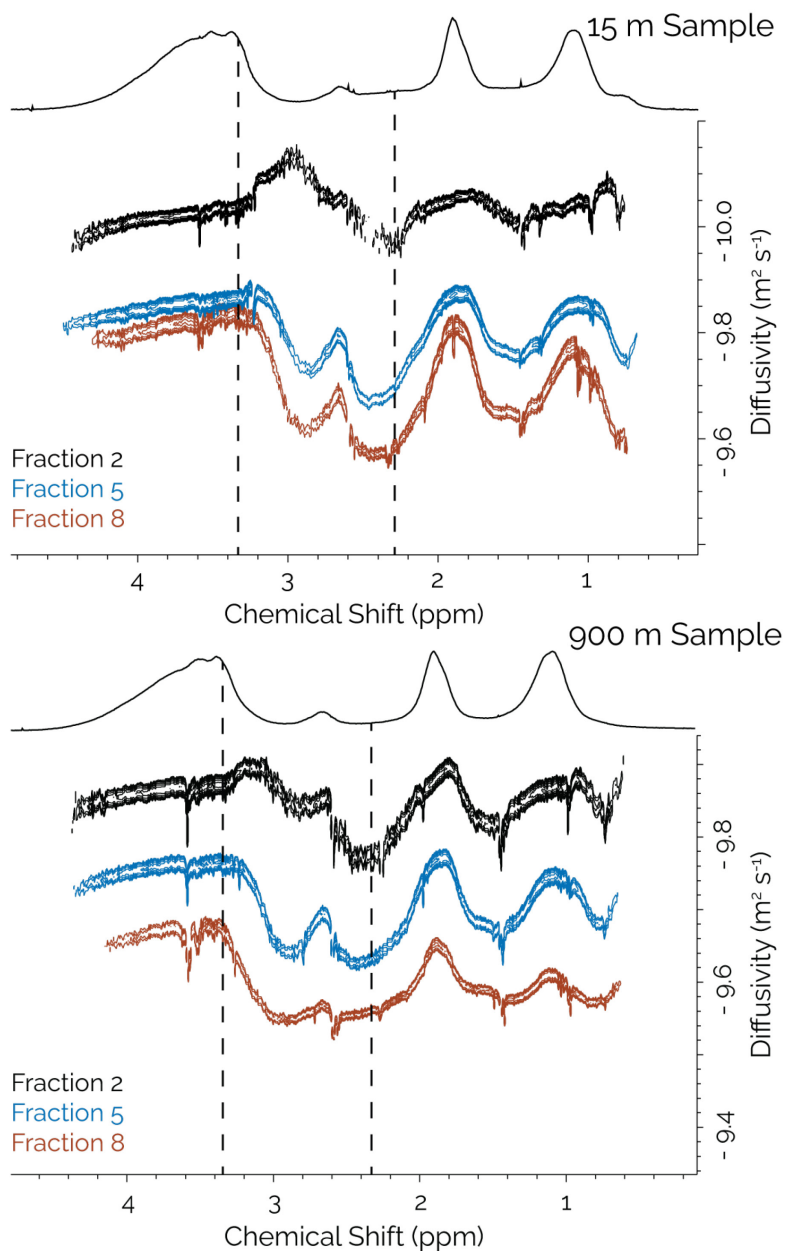 15 m Sample
- 10.0
- 9.8
- 9.6
Diffusivity (m² s⁻¹)
Fraction 2
Fraction 5
Fraction 8
4 3 2 1
Chemical Shift (ppm)
900 m Sample
- 9.8
- 9.6
- 9.4
Diffusivity (m² s⁻¹)
Fraction 2
Fraction 5
Fraction 8
4 3 2 1
Chemical Shift (ppm)